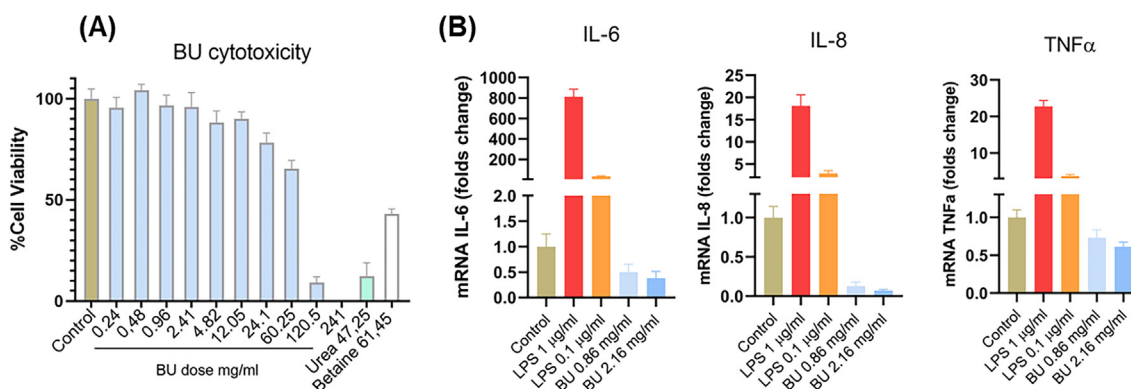 (A)
BU cytotoxicity
%Cell Viability
100
50
0
Control
0.24
0,48
0,96
2.41
4,82
12.05
24,1
60.25
120.5
241
Urea 47,25
Betaine 61,45
BU dose mg/ml
(B)
IL-6
mRNA IL-6 (folds change)
1000
800
600
400
200
2.0
1.5
1.0
0.5
0.0
Control
LPS 1 μg/ml
LPS 0.1 μg/ml
BU 0.86 mg/ml
BU 2.16 mg/ml
IL-8
mRNA IL-8 (folds change)
25
20
15
10
5
1.0
0.5
0.0
Control
LPS 1 μg/ml
LPS 0.1 μg/ml
BU 0.86 mg/ml
BU 2.16 mg/ml
TNFα
mRNA TNFa (folds change)
30
20
10
1.5
1.0
0.5
0.0
Control
LPS 1 μg/ml
LPS 0.1 μg/ml
BU 0.86 mg/ml
BU 2.16 mg/ml